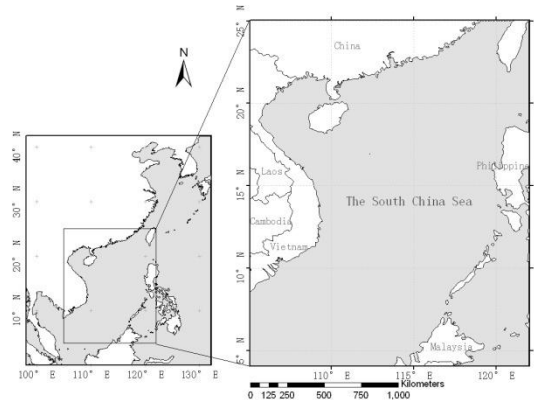 N
40° N
30° N
20° N
10° N
100° E
110° E
120° E
130° E
25° N
20° N
15° N
10° N
5° N
China
Laos
Cambodia
Vietnam
Philippine
The South China Sea
Malaysia
110° E
115° E
120° E
Kilometers
0 125 250 500 750 1,000